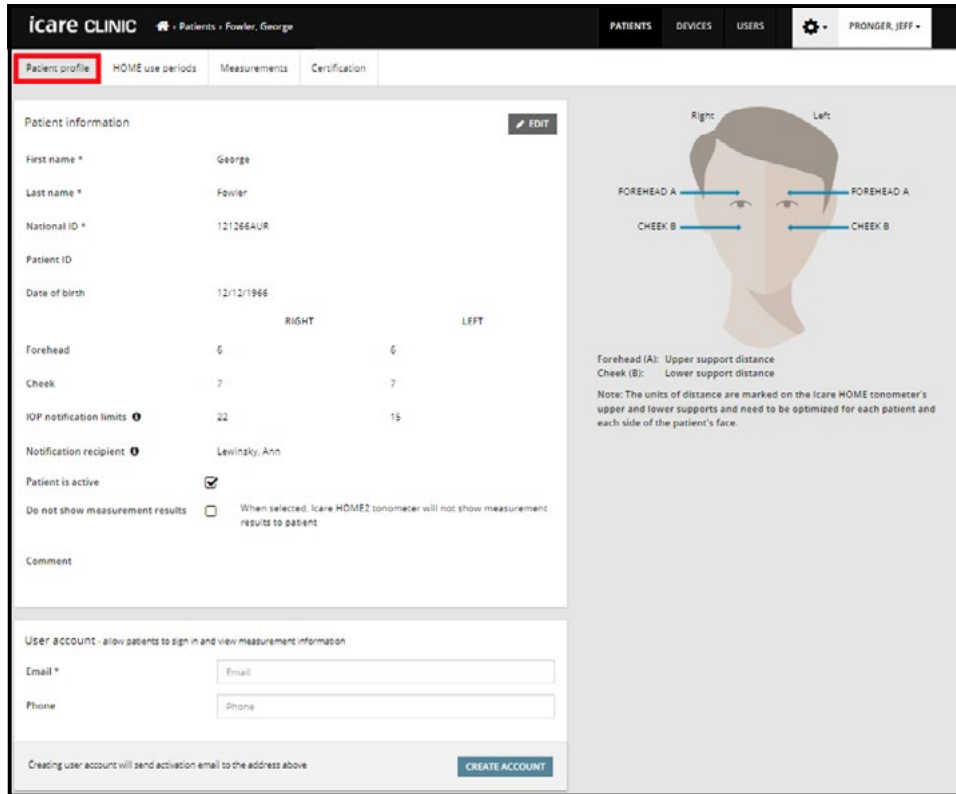 icare CLINIC › Patients › Fowler, George PATIENTS DEVICES USERS PRONGER, JEFF
Patient profile HOME use periods Measurements Certification
Patient information EDIT
First name * George
Last name * Fowler
National ID * 121266AUR
Patient ID
Date of birth 12/12/1966
RIGHT LEFT
Forehead 6 6
Cheek 7 7
IOP notification limits 22 15
Notification recipient Lewinsky, Ann
Patient is active
Do not show measurement results When selected, Icare HOME2 tonometer will not show measurement
results to patient
Comment
User account - allow patients to sign in and view measurement information
Email * Email
Phone Phone
Creating user account will send activation email to the address above CREATE ACCOUNT
Right Left
FOREHEAD A FOREHEAD A
CHEEK B CHEEK B
Forehead (A): Upper support distance
Cheek (B): Lower support distance
Note: The units of distance are marked on the Icare HOME tonometer's
upper and lower supports and need to be optimized for each patient and
each side of the patient's face.